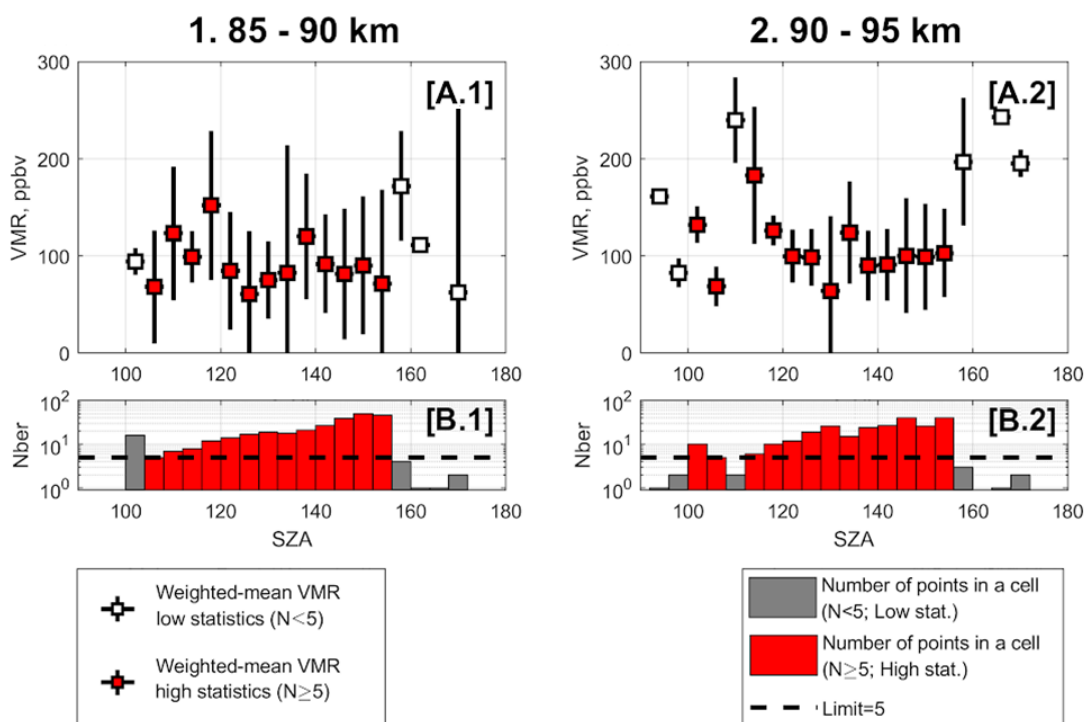 1. 85 - 90 km
2. 90 - 95 km
300
200
100
0
VMR, ppbv
[A.1]
100
120
140
160
180
300
200
100
0
VMR, ppbv
[A.2]
100
120
140
160
180
10²
10¹
10⁰
Nber
[B.1]
100
120
140
160
180
SZA
10²
10¹
10⁰
Nber
[B.2]
100
120
140
160
180
SZA
Weighted-mean VMR
low statistics (N<5)
Weighted-mean VMR
high statistics (N≥5)
Number of points in a cell
(N<5; Low stat.)
Number of points in a cell
(N≥5; High stat.)
Limit=5